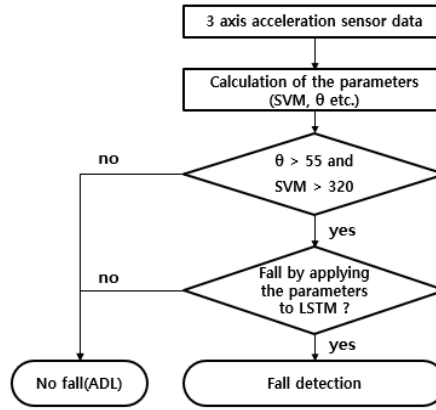 3 axis acceleration sensor data
Calculation of the parameters
(SVM, θ etc.)
no
θ > 55 and
SVM > 320
yes
no
Fall by applying
the parameters
to LSTM ?
yes
No fall(ADL)
Fall detection